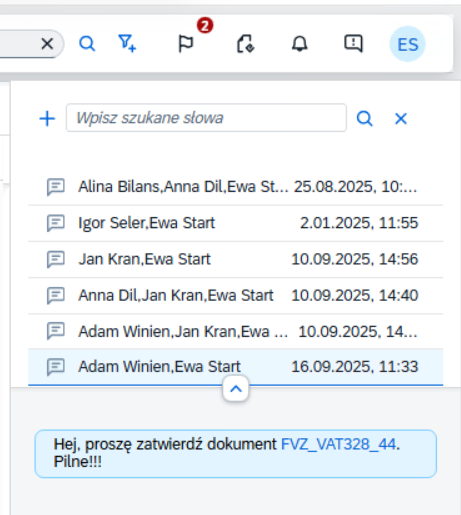 2
ES
Wpisz szukane słowa
Alina Bilans,Anna Dil,Ewa St... 25.08.2025, 10:...
Igor Seler,Ewa Start 2.01.2025, 11:55
Jan Kran,Ewa Start 10.09.2025, 14:56
Anna Dil,Jan Kran,Ewa Start 10.09.2025, 14:40
Adam Winien,Jan Kran,Ewa ... 10.09.2025, 14...
Adam Winien,Ewa Start 16.09.2025, 11:33
Hej, proszę zatwierdź dokument FVZ_VAT328_44.
Pilne!!!